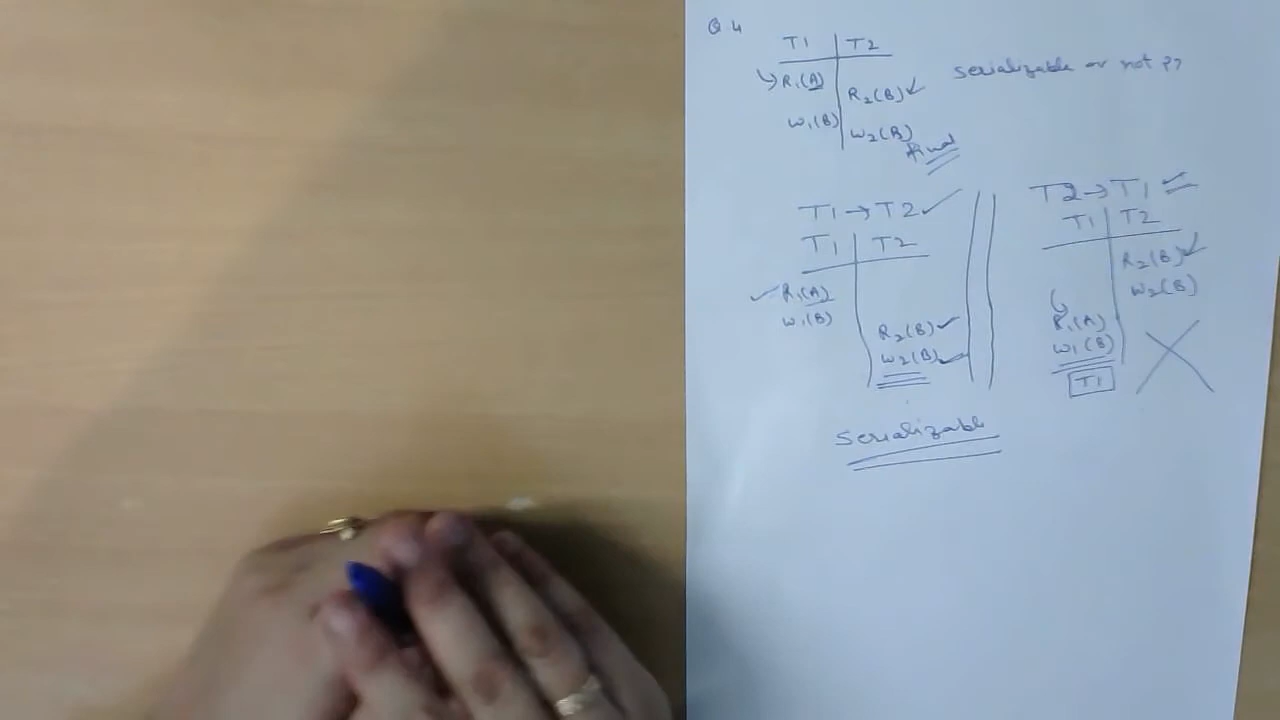 Q 4
T1 T2
R1(A)
serializable or not ??
R2(B)
W1(B)
W2(B)
final
T1 → T2
T1 T2
R1(A)
W1(B)
R2(B)
W2(B)
T2 → T1
T1 T2
R2(B)
W2(B)
R1(A)
W1(B)
T1
Serializable